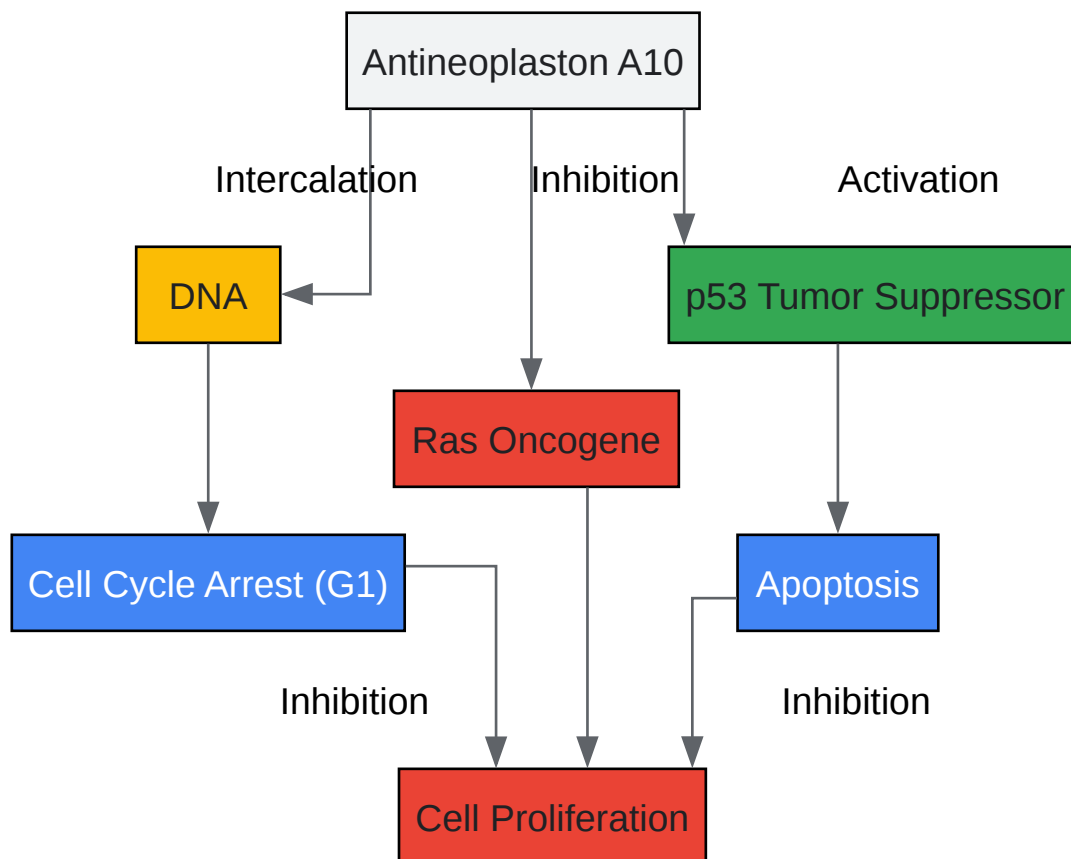 Antineoplaston A10
Intercalation
Inhibition
Activation
DNA
p53 Tumor Suppressor
Ras Oncogene
Cell Cycle Arrest (G1)
Apoptosis
Inhibition
Inhibition
Cell Proliferation